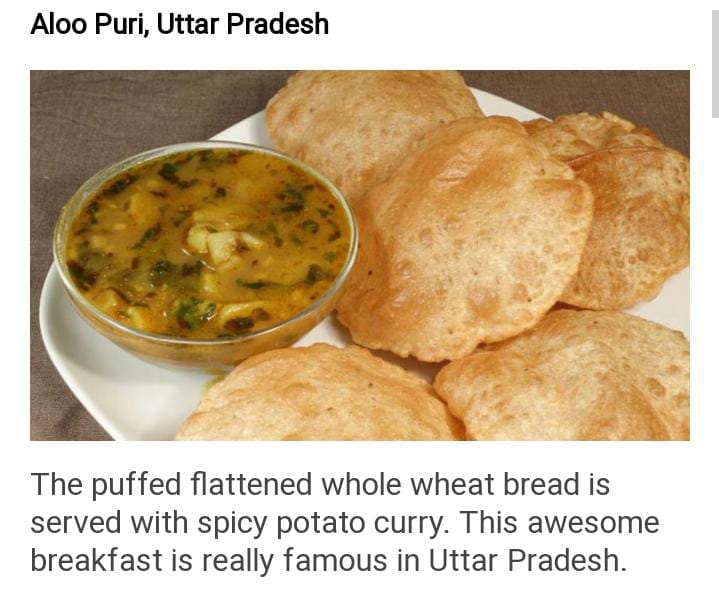 Aloo Puri, Uttar Pradesh
The puffed flattened whole wheat bread is
served with spicy potato curry. This awesome
breakfast is really famous in Uttar Pradesh.